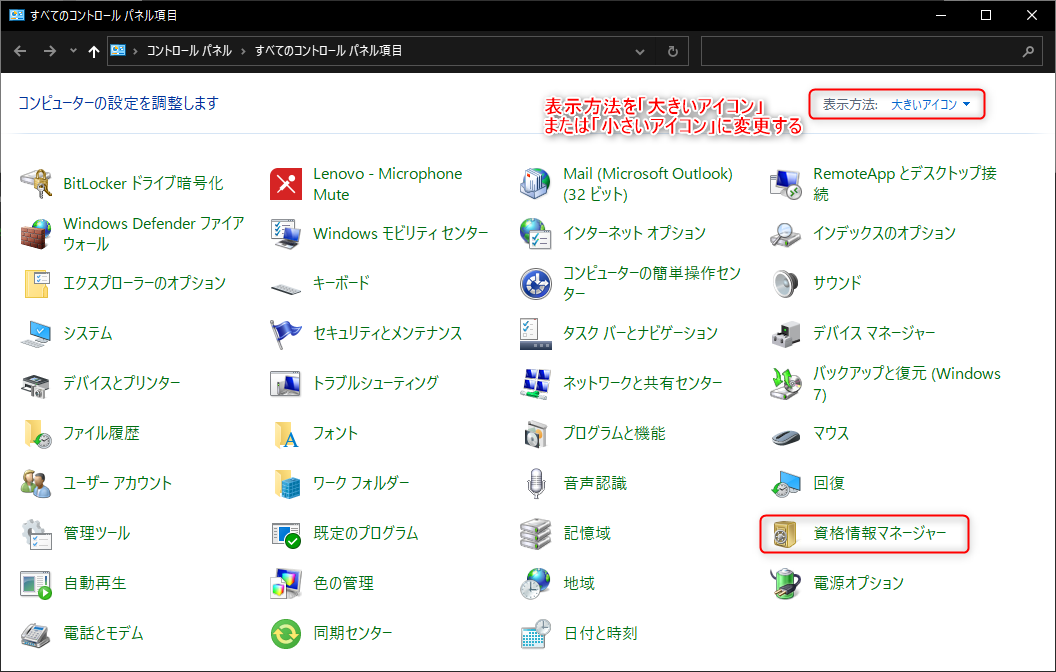 すべてのコントロール パネル項目
コントロール パネル › すべてのコントロール パネル項目
コンピューターの設定を調整します
表示方法を「大きいアイコン」
または「小さいアイコン」に変更する
表示方法: 大きいアイコン
BitLocker ドライブ暗号化
Lenovo - Microphone
Mute
Mail (Microsoft Outlook)
(32 ビット)
RemoteApp とデスクトップ接
続
Windows Defender ファイア
ウォール
Windows モビリティ センター
インターネット オプション
インデックスのオプション
エクスプローラーのオプション
キーボード
コンピューターの簡単操作セン
ター
サウンド
システム
セキュリティとメンテナンス
タスク バーとナビゲーション
デバイス マネージャー
デバイスとプリンター
トラブルシューティング
ネットワークと共有センター
バックアップと復元 (Windows
7)
ファイル履歴
フォント
プログラムと機能
マウス
ユーザー アカウント
ワーク フォルダー
音声認識
回復
管理ツール
既定のプログラム
記憶域
資格情報マネージャー
自動再生
色の管理
地域
電源オプション
電話とモデム
同期センター
日付と時刻